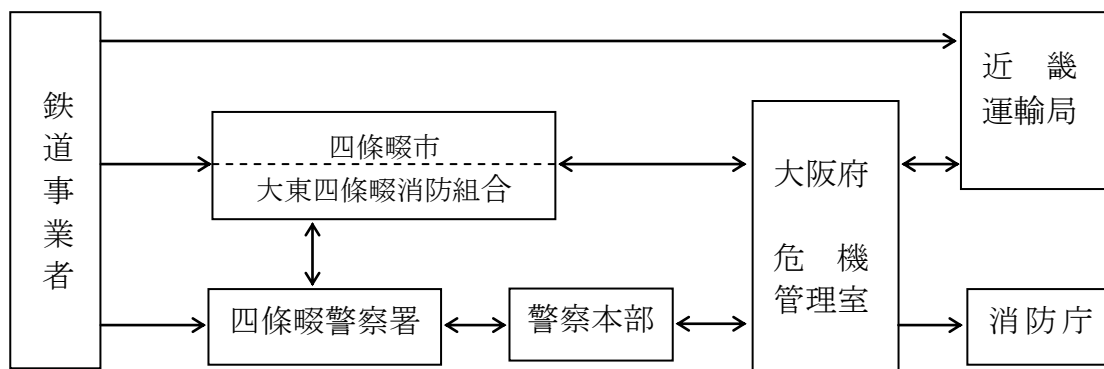 鉄道事業者
四條畷市
大東四條畷消防組合
四條畷警察署
警察本部
大阪府
危機
管理室
近畿
運輸局
消防庁